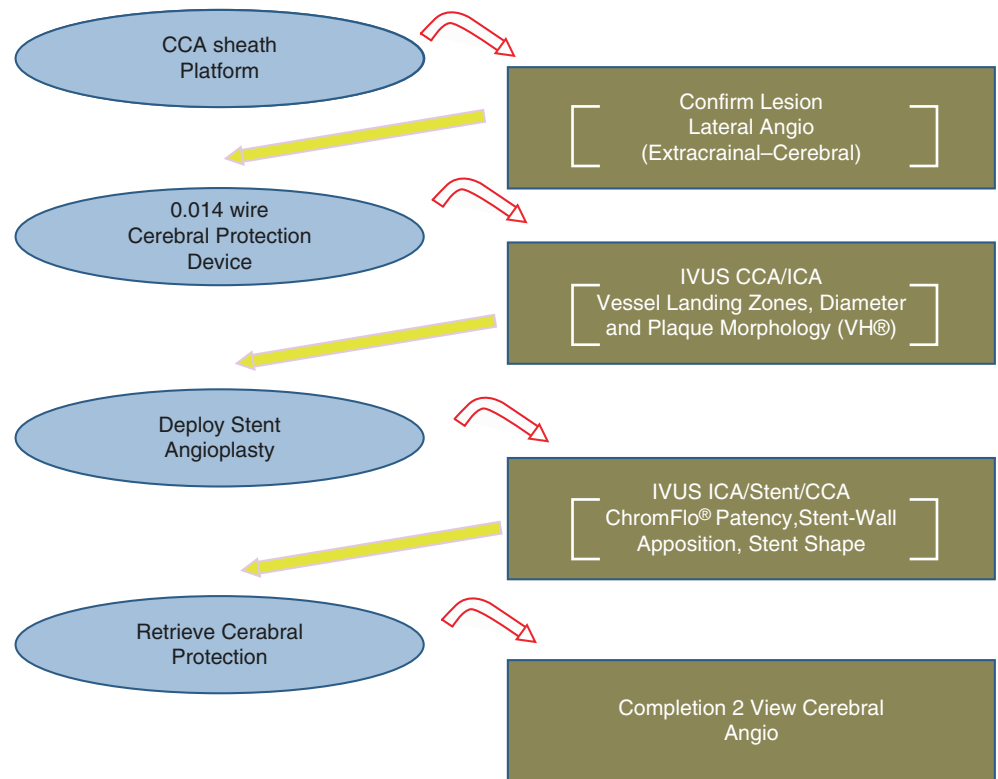 CCA sheath
Platform
Confirm Lesion
Lateral Angio
(Extracrainal–Cerebral)
0.014 wire
Cerebral Protection
Device
IVUS CCA/ICA
Vessel Landing Zones, Diameter
and Plaque Morphology (VH®)
Deploy Stent
Angioplasty
IVUS ICA/Stent/CCA
ChromFlo® Patency,Stent-Wall
Apposition, Stent Shape
Retrieve Cerabral
Protection
Completion 2 View Cerebral
Angio